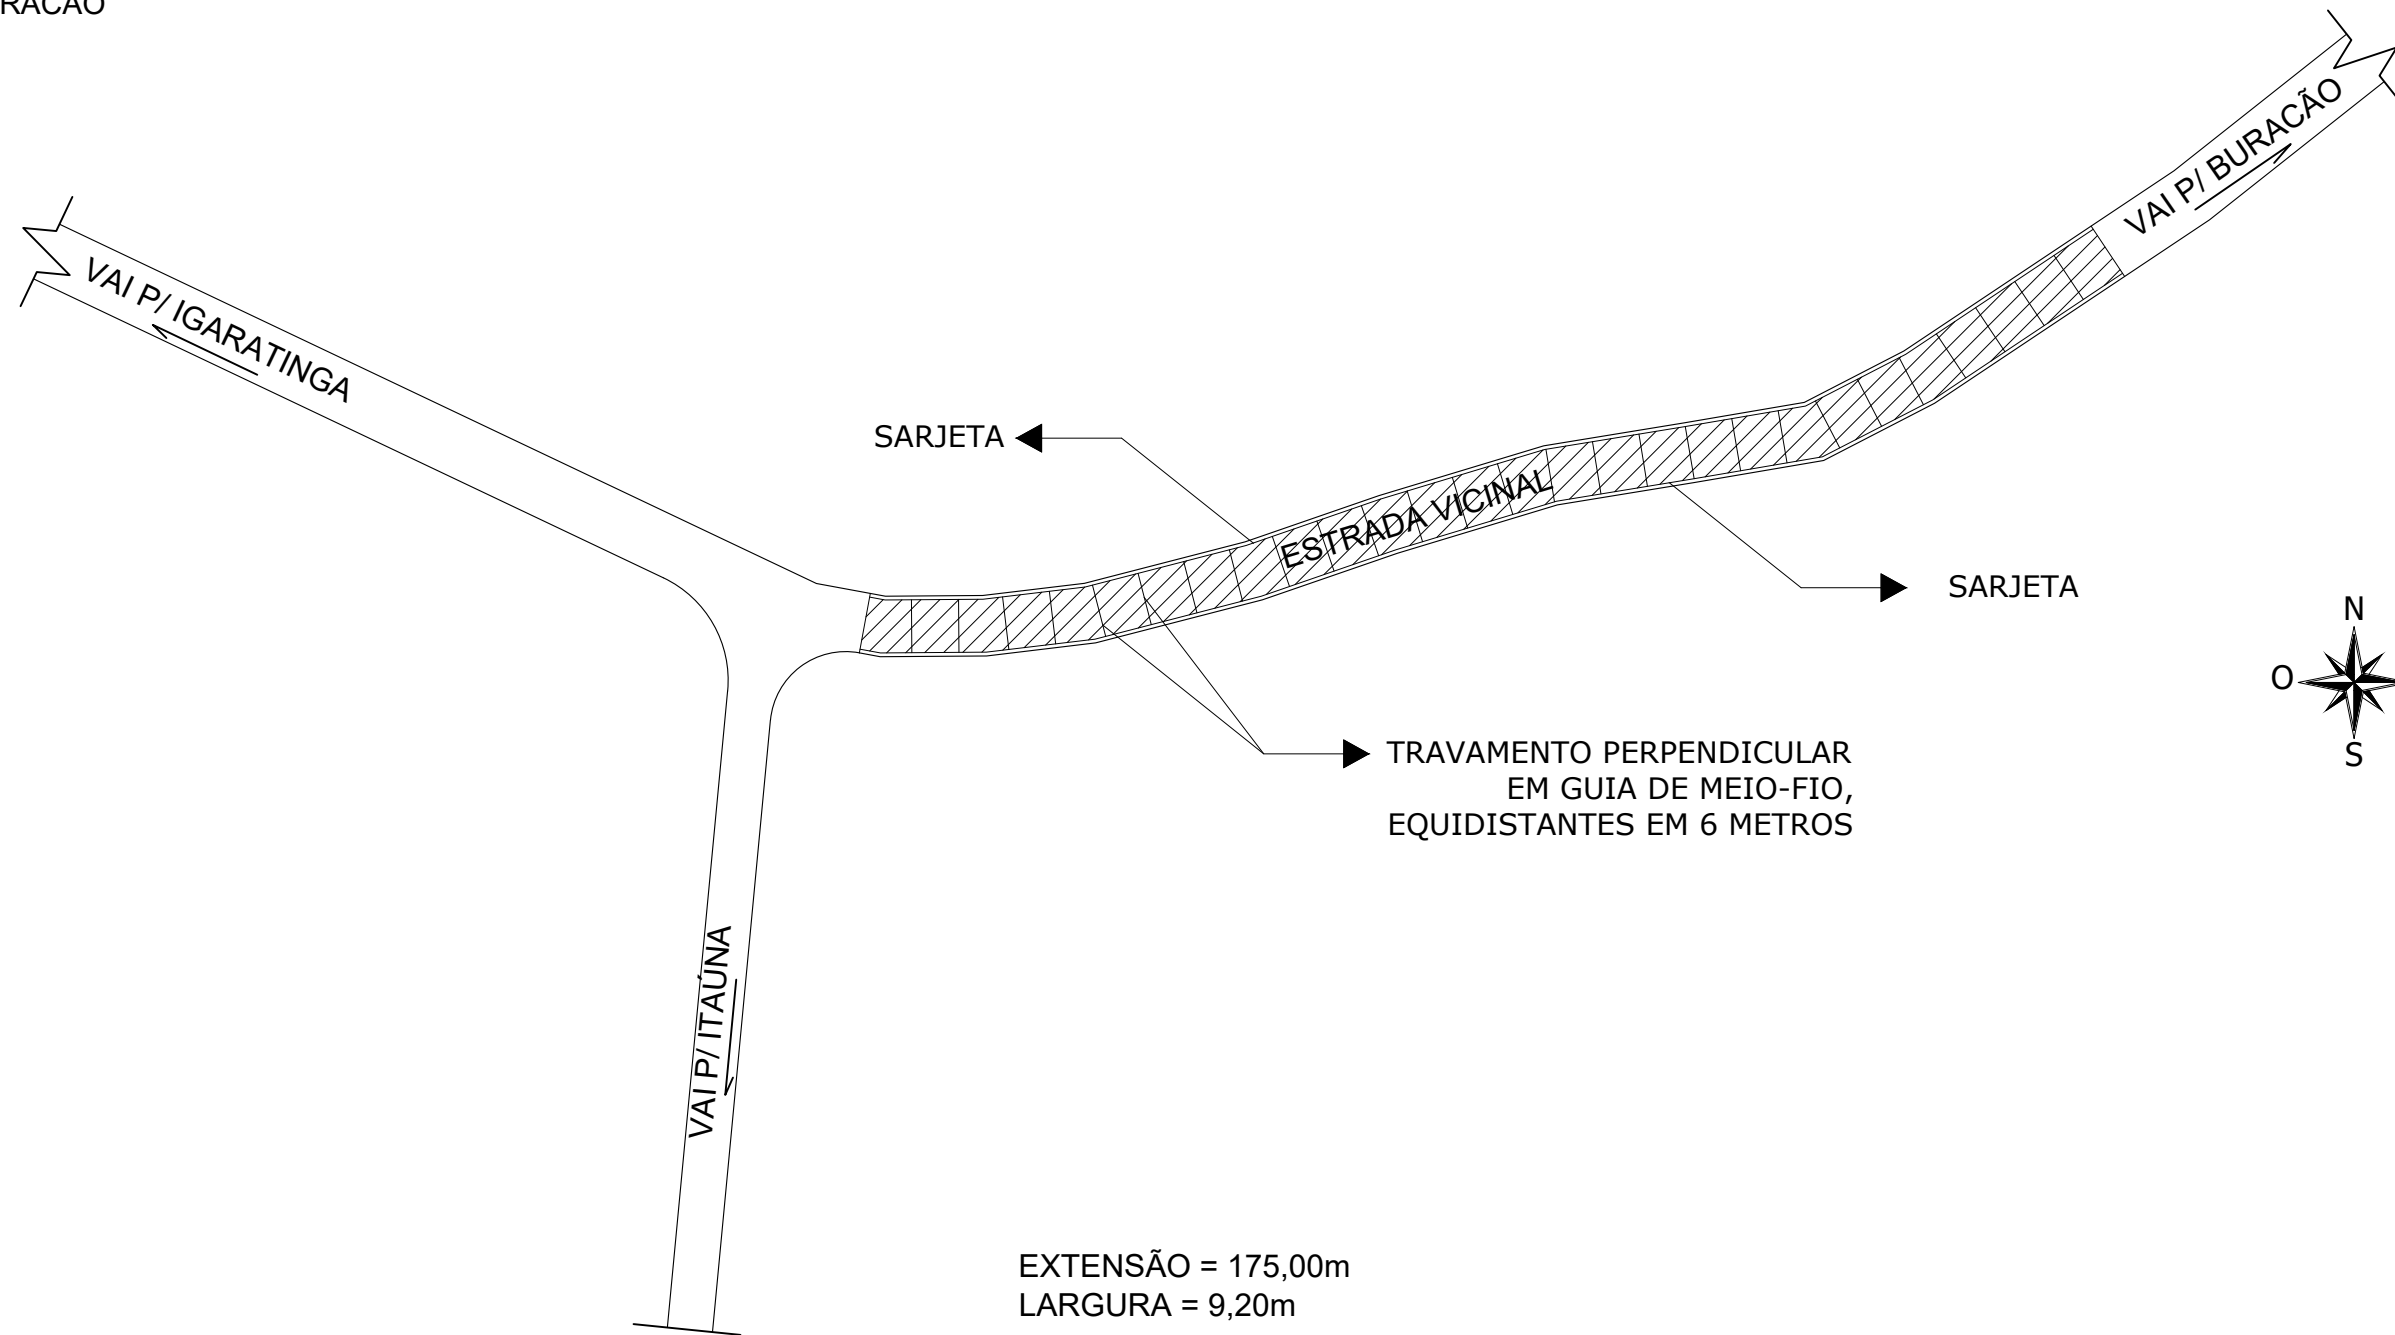 VAI P/ BURACÃO
VAI P/ IGARATINGA
SARJETA
ESTRADA VICINAL
SARJETA
N
O
S
TRAVAMENTO PERPENDICULAR
EM GUIA DE MEIO-FIO,
EQUIDISTANTES EM 6 METROS
VAI P/ ITAÚNA
EXTENSÃO = 175,00m
LARGURA = 9,20m